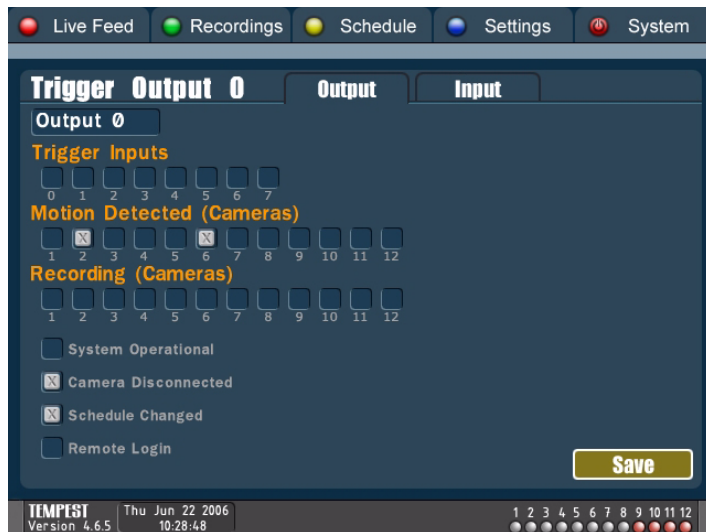 Live Feed Recordings Schedule Settings System
Trigger Output 0 Output Input
Output 0
Trigger Inputs
X X
0 1 2 3 4 5 6 7
Motion Detected (Cameras)
1 2 3 4 5 6 7 8 9 10 11 12
Recording (Cameras)
1 2 3 4 5 6 7 8 9 10 11 12
System Operational
X Camera Disconnected
X Schedule Changed
Remote Login
Save
TEMPEST Thu Jun 22 2006 1 2 3 4 5 6 7 8 9 10 11 12
Version 4.6.5 10:28:48